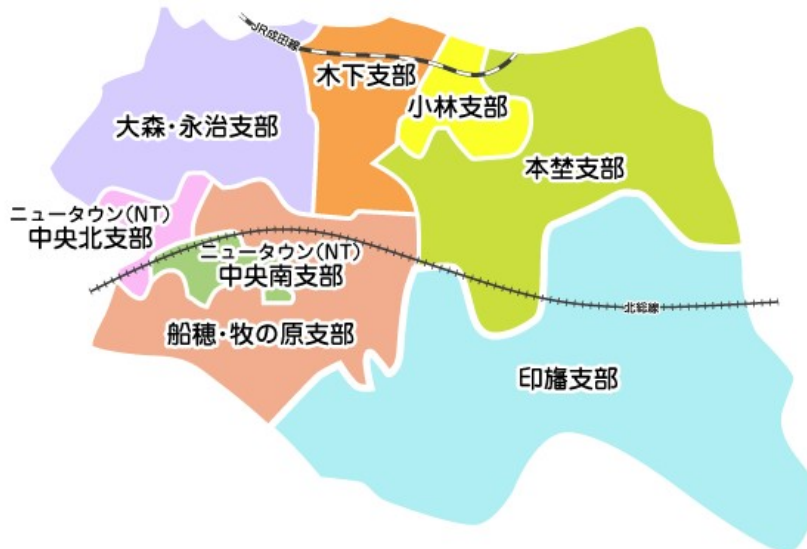 JR成田線
木下支部
小林支部
大森・永治支部
本埜支部
ニュータウン(NT)
中央北支部
ニュータウン(NT)
中央南支部
北総線
船穂・牧の原支部
印旛支部